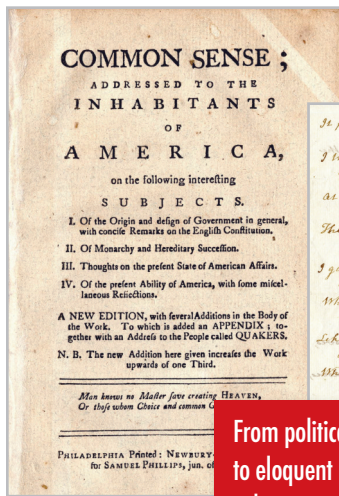 COMMON SENSE;
ADDRESSED TO THE
INHABITANTS
OF
AMERICA,
on the following interesting
SUBJECTS.
I. Of the Origin and design of Government in general,
with concise Remarks on the English Constitution.
II. Of Monarchy and Hereditary Succession.
III. Thoughts on the present State of American Affairs.
IV. Of the present Ability of America, with some miscel-
laneous Reflections.
A NEW EDITION, with several Additions in the Body of
the Work. To which is added an APPENDIX; to-
gether with an Address to the People called QUAKERS.
N. B. The new Addition here given increases the Work
upwards of one Third.
Man knows no Master save creating HEAVEN,
Or those whom Choice and common
PHILADELPHIA Printed: NEWBURY-
for SAMUEL PHILLIPS, jun. of
From politic
to eloquent